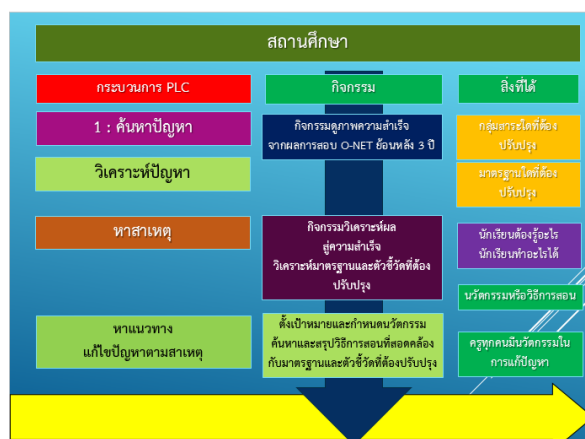 สถานศึกษา
กระบวนการ PLC
กิจกรรม
สิ่งที่ได้
1 : ค้นหาปัญหา
กิจกรรมดูภาพความสำเร็จ
จากผลการสอบ O-NET ย้อนหลัง 3 ปี
กลุ่มสาระใดที่ต้อง
ปรับปรุง
วิเคราะห์ปัญหา
มาตรฐานใดที่ต้อง
ปรับปรุง
หาสาเหตุ
กิจกรรมวิเคราะห์ผล
สู่ความสำเร็จ
วิเคราะห์มาตรฐานและตัวชี้วัดที่ต้อง
ปรับปรุง
นักเรียนต้องรู้อะไร
นักเรียนทำอะไรได้
นวัตกรรมหรือวิธีการสอน
หาแนวทาง
แก้ไขปัญหาตามสาเหตุ
ตั้งเป้าหมายและกำหนดนวัตกรรม
ค้นหาและสรุปวิธีการสอนที่สอดคล้อง
กับมาตรฐานและตัวชี้วัดที่ต้องปรับปรุง
ครูทุกคนมีนวัตกรรมใน
การแก้ปัญหา